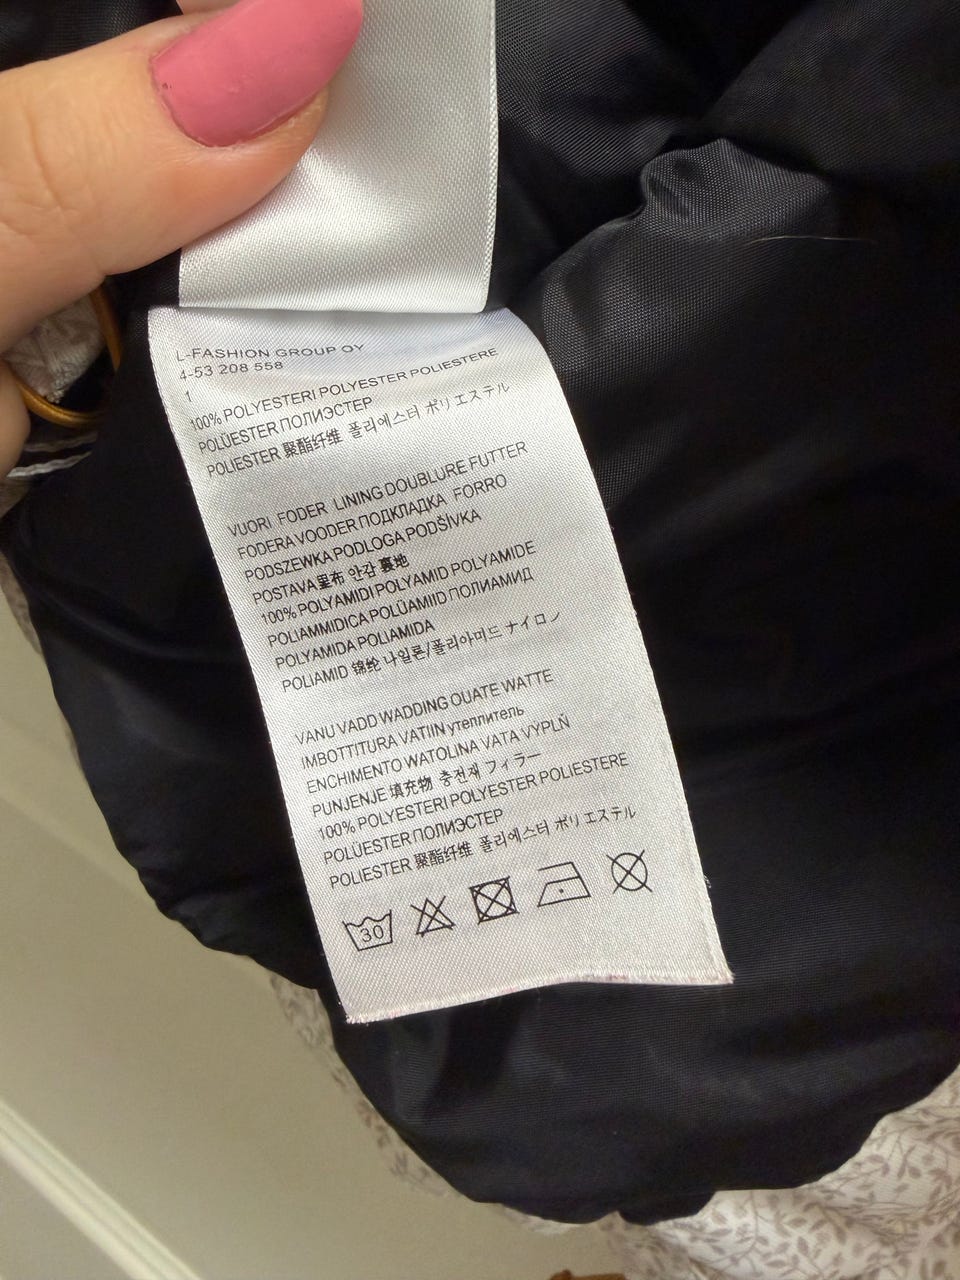 L-FASHION GROUP OY
4-53 208 558
1
100% POLYESTERI POLYESTER POLIESTERE
POLÜESTER ПОЛИЭСТЕР
POLIESTER 聚酯纤维 폴리에스터 ポリエステル
VUORI FODER LINING DOUBLURE FUTTER
FODERA VOODER ПОДКЛАДКА FORRO
PODSZEWKA PODLOGA PODŠÍVKA
POSTAVA 里布 안감 裏地
100% POLYAMIDI POLYAMID POLYAMIDE
POLIAMMIDICA POLÜAMIID ПОЛИАМИД
POLYAMIDA POLIAMIDA
POLIAMID 锦纶 나일론/폴리아미드 ナイロン
VANU VADD WADDING OUATE WATTE
IMBOTTITURA VATIIN утеплитель
ENCHIMENTO WATOLINA VATA VÝPLŇ
PUNJENJE 填充物 충전재 フィラー
100% POLYESTERI POLYESTER POLIESTERE
POLÜESTER ПОЛИЭСТЕР
POLIESTER 聚酯纤维 폴리에스터 ポリエステル
30